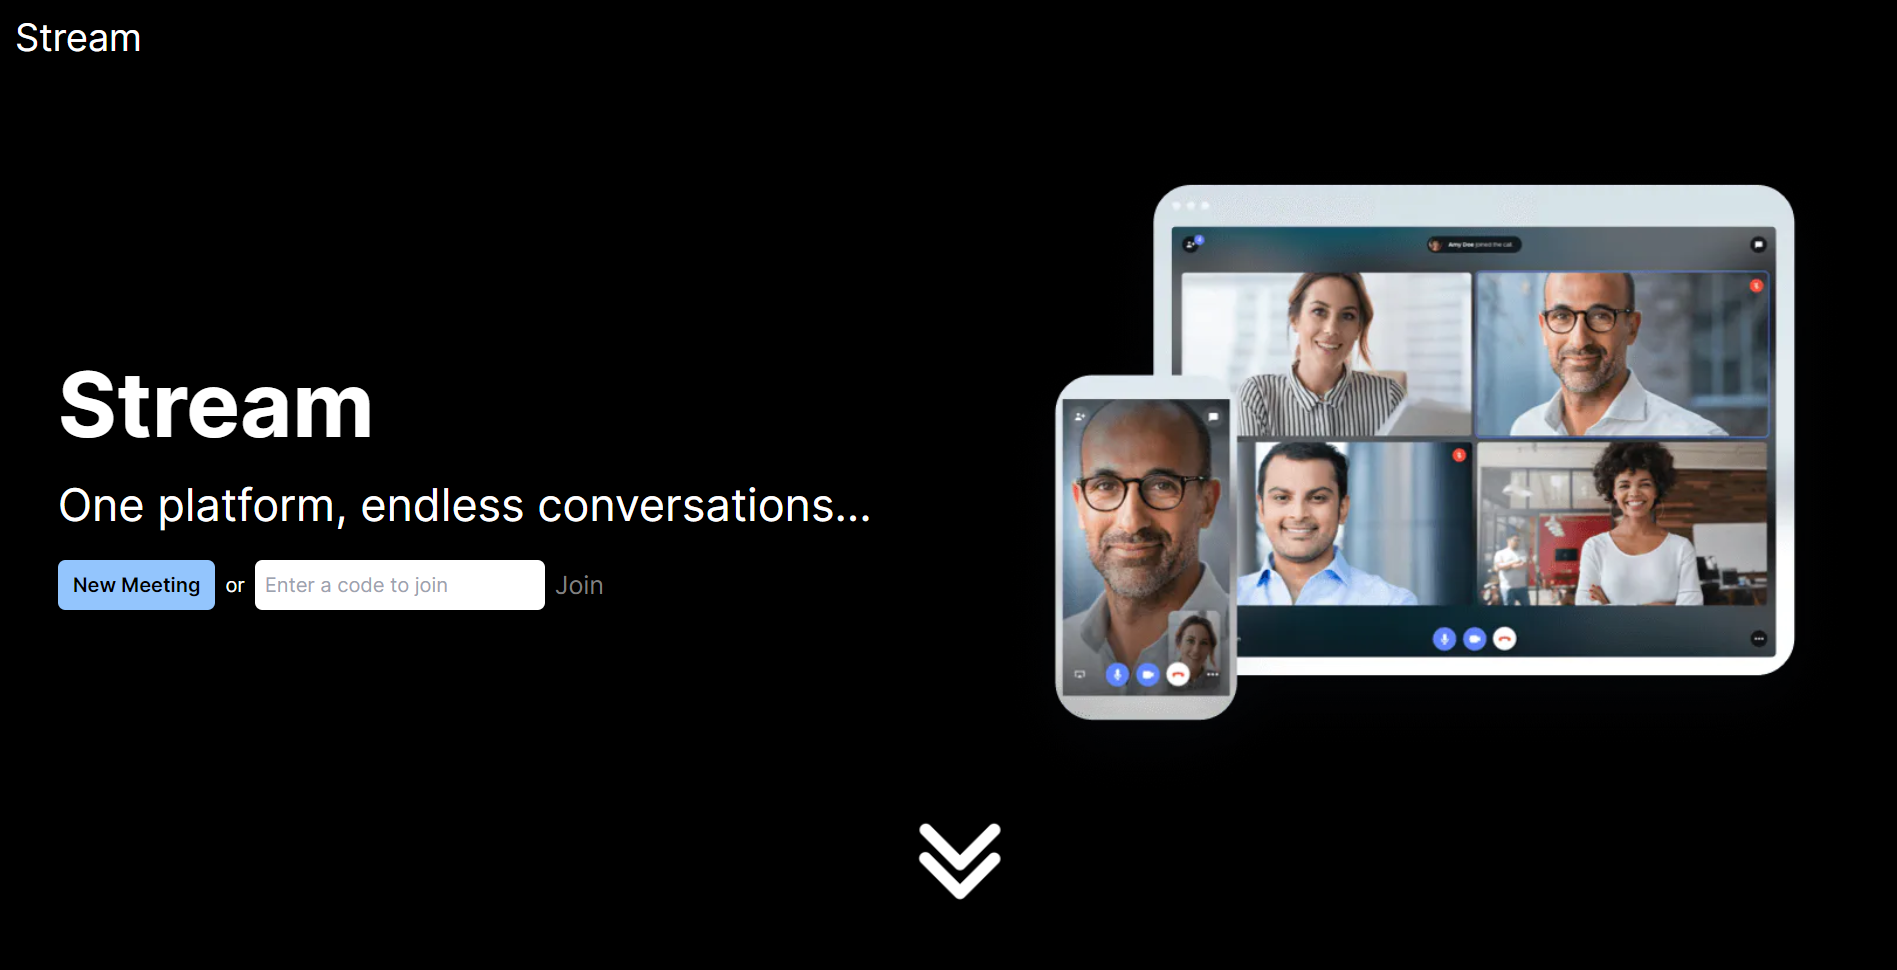 Stream
Amy Doe joined the call
Stream
One platform, endless conversations...
New Meeting or Enter a code to join Join